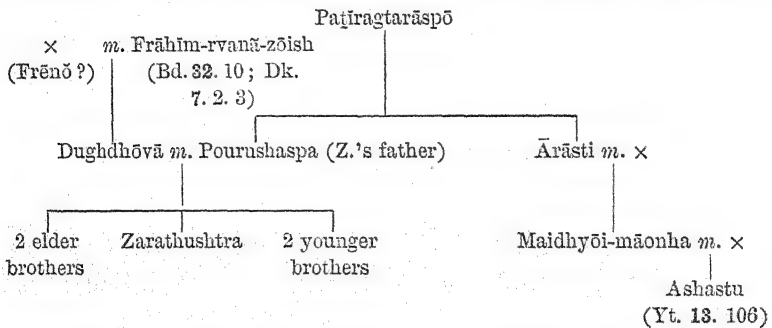 Paṭīragtarāspō
× m. Frāhīm-rvanā̆-zōish
(Frēnō̆?) (Bd. 32. 10; Dk.
7. 2. 3)
Dughdhōvā m. Pourushaspa (Z.'s father) Ārāsti m. ×
2 elder Zarathushtra 2 younger Maidhyōi-māonha m. ×
brothers brothers
Ashastu
(Yt. 13. 106)